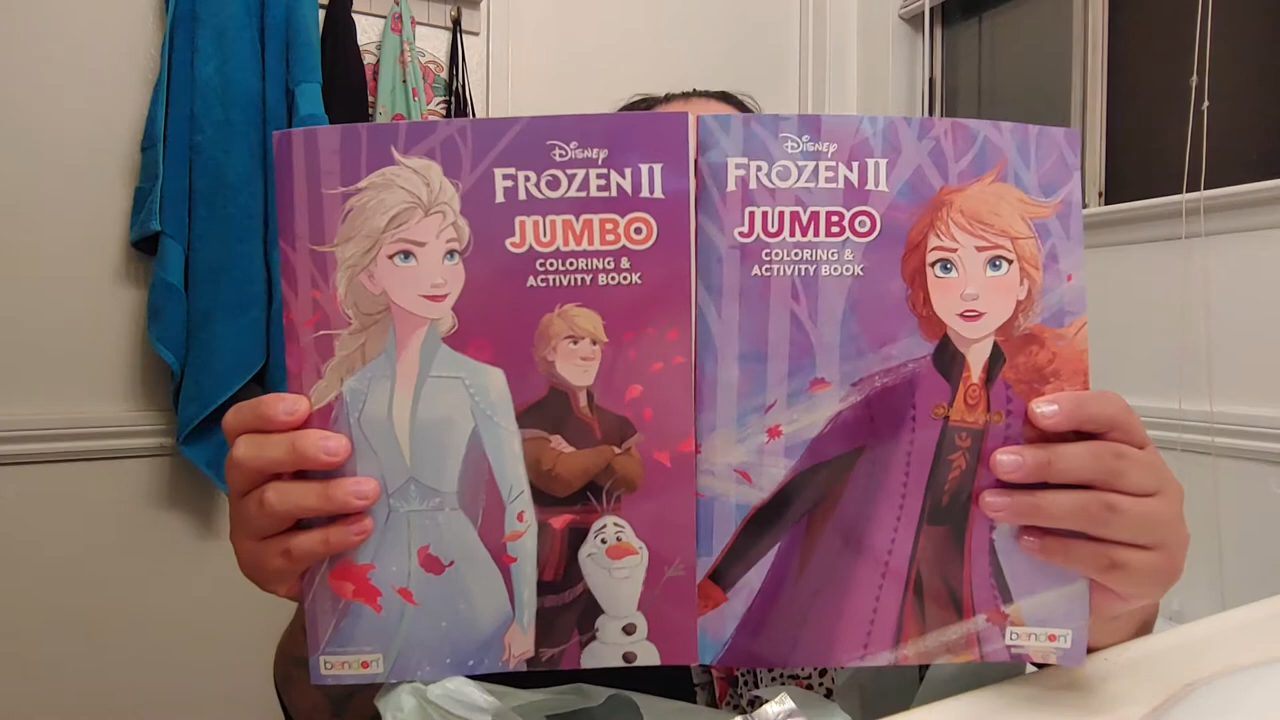 Disney
FROZEN II
JUMBO
COLORING &
ACTIVITY BOOK
bendon
Disney
FROZEN II
JUMBO
COLORING &
ACTIVITY BOOK
bendon